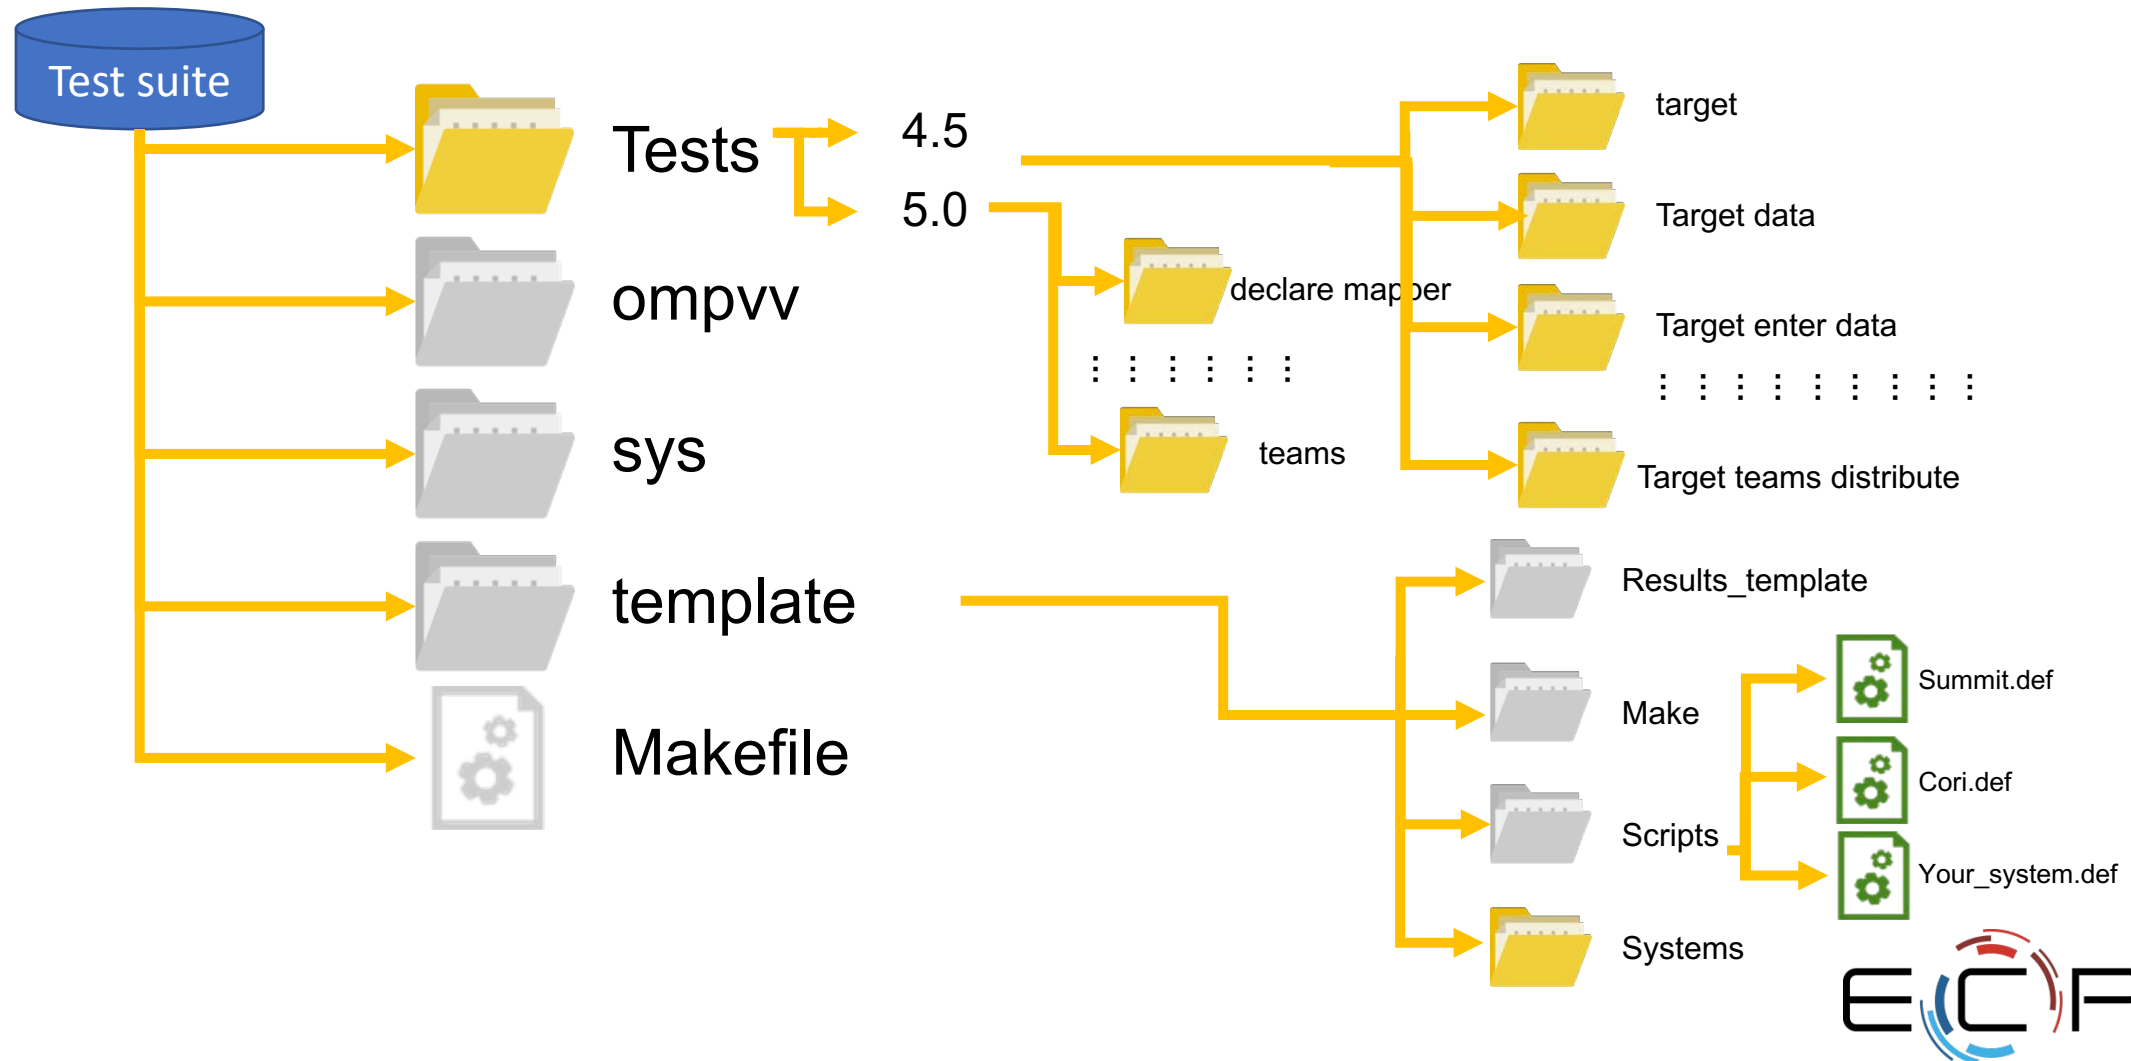 Test suite
Tests
4.5
5.0
ompvv
sys
template
Makefile
declare mapper
teams
target
Target data
Target enter data
Target teams distribute
Results_template
Make
Scripts
Systems
Summit.def
Cori.def
Your_system.def
ECP